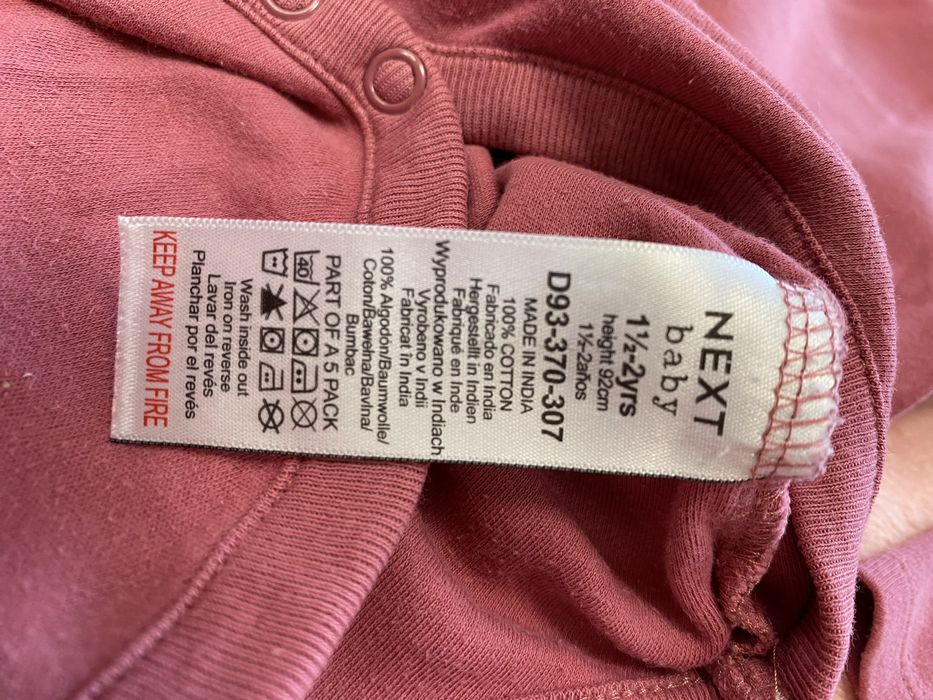 NEXT
baby
1½-2yrs
height 92cm
1½-2años
D93-370-307
MADE IN INDIA
100% COTTON
Fabricado en India
Hergestellt in Indien
Fabriqué en Inde
Wyprodukowano w Indiach
Vyrobeno v Indii
Fabricat în India
100% Algodón/Baumwolle/
Coton/Bawełna/Bavlna/
Bumbac
PART OF A 5 PACK
40
Wash inside out
Iron on reverse
Lavar del revés
Planchar por el revés
KEEP AWAY FROM FIRE